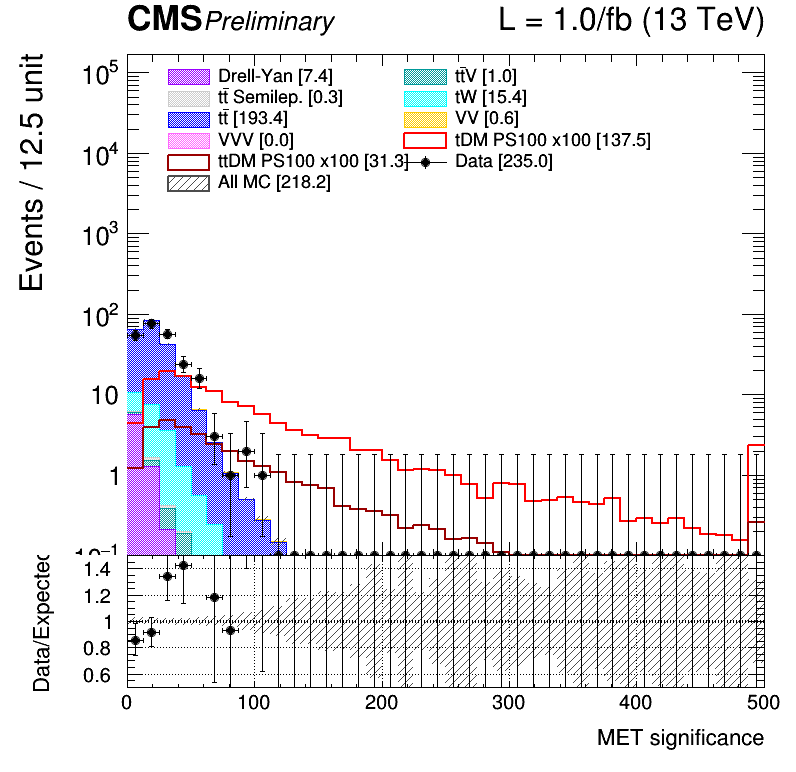 CMS Preliminary L = 1.0/fb (13 TeV)
Drell-Yan [7.4] tt̄V [1.0]
tt̄ Semilep. [0.3] tW [15.4]
tt̄ [193.4] VV [0.6]
VVV [0.0] tDM PS100 x100 [137.5]
ttDM PS100 x100 [31.3] Data [235.0]
All MC [218.2]
Events / 12.5 unit
10⁵
10⁴
10³
10²
10
1
10⁻¹
Data/Expected
1.4
1.2
1
0.8
0.6
0 100 200 300 400 500
MET significance